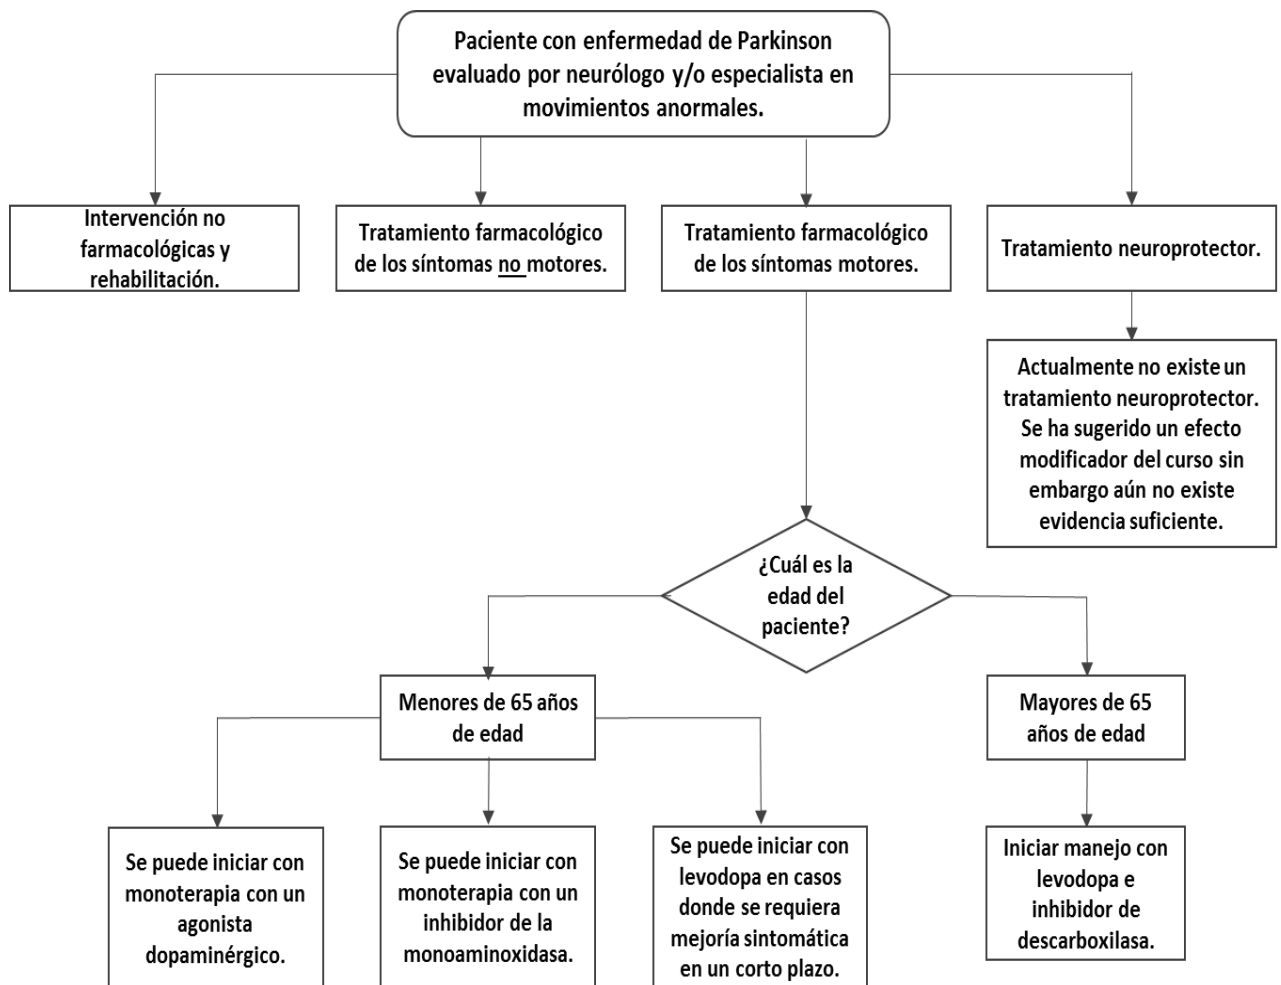 Paciente con enfermedad de Parkinson
evaluado por neurólogo y/o especialista en
movimientos anormales.
Intervención no
farmacológicas y
rehabilitación.
Tratamiento farmacológico
de los síntomas no motores.
Tratamiento farmacológico
de los síntomas motores.
Tratamiento neuroprotector.
Actualmente no existe un
tratamiento neuroprotector.
Se ha sugerido un efecto
modificador del curso sin
embargo aún no existe
evidencia suficiente.
¿Cuál es la
edad del
paciente?
Menores de 65 años
de edad
Mayores de 65
años de edad
Se puede iniciar con
monoterapia con un
agonista
dopaminérgico.
Se puede iniciar con
monoterapia con un
inhibidor de la
monoaminoxidasa.
Se puede iniciar con
levodopa en casos
donde se requiera
mejoría sintomática
en un corto plazo.
Iniciar manejo con
levodopa e
inhibidor de
descarboxilasa.